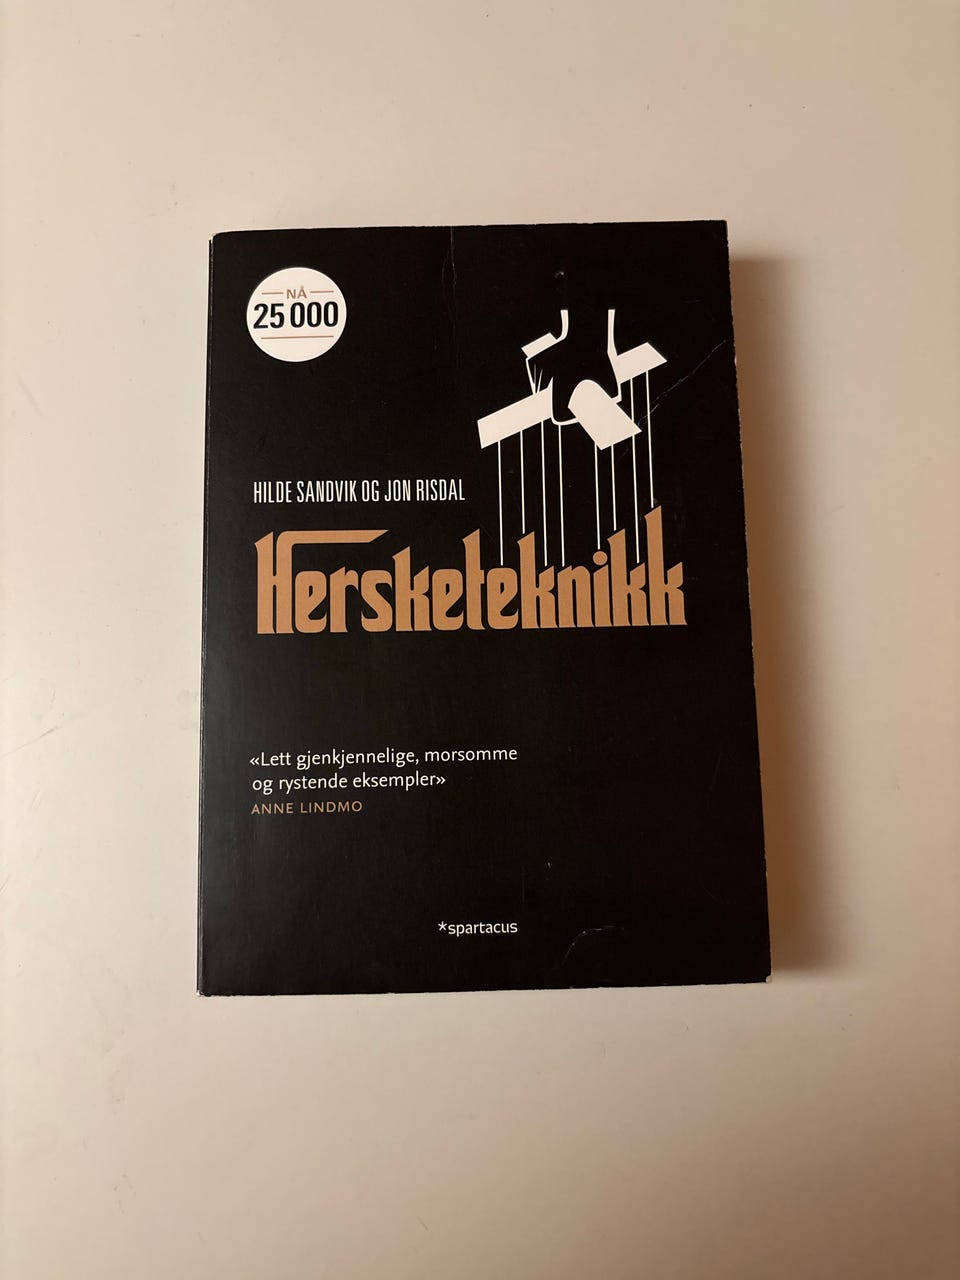 NÅ
25 000
HILDE SANDVIK OG JON RISDAL
Hersketeknikk
«Lett gjenkjennelige, morsomme
og rystende eksempler»
ANNE LINDMO
*spartacus